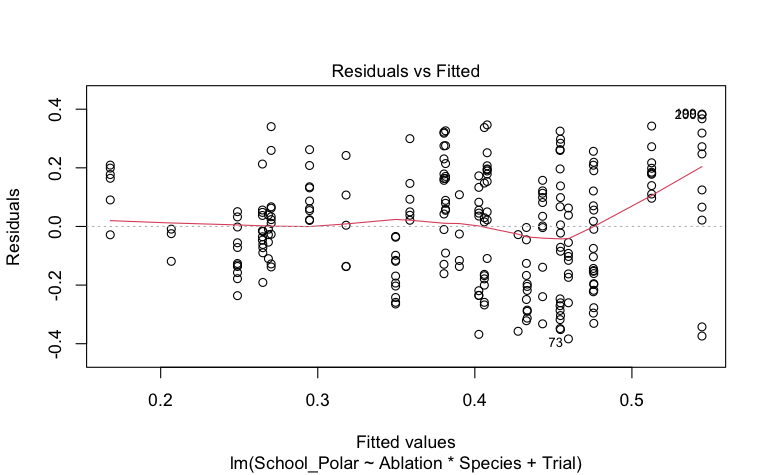 Residuals vs Fitted
Residuals
0.4
0.2
0.0
-0.2
-0.4
73
0.2
0.3
0.4
0.5
Fitted values
lm(School_Polar ~ Ablation * Species + Trial)